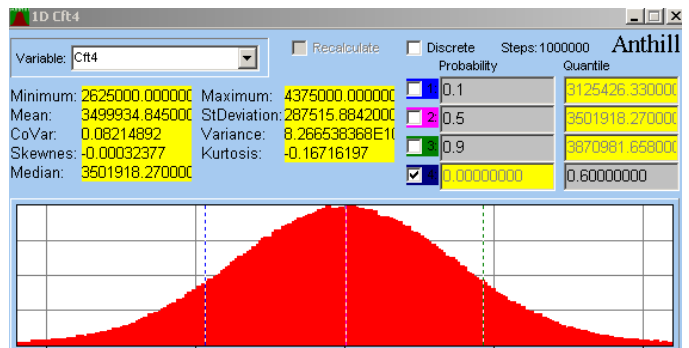 1D Cft4
Variable: Cft4
Recalculate
Discrete Steps: 1000000 Anthill
Probability Quantile
Minimum: 2625000.000000 Maximum: 4375000.000000
1 0.1 3125426.330000
Mean: 3499934.845000 StDeviation: 287515.8842000
2 0.5 3501918.270000
CoVar: 0.08214892 Variance: 8.266538368E10
3 0.9 3870981.658000
Skewnes: -0.00032377 Kurtosis: -0.16716197
Median: 3501918.270000
0.00000000 0.60000000